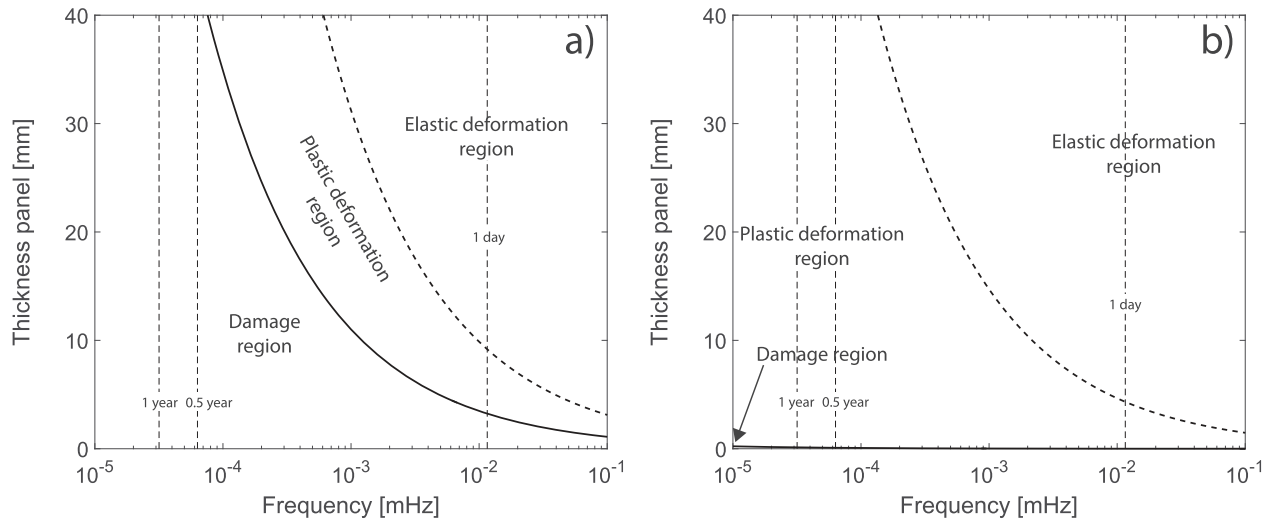 a)
40
30
20
10
0
Thickness panel [mm]
Elastic deformation
region
Plastic deformation
region
1 day
Damage
region
1 year
0.5 year
10-5
10-4
10-3
10-2
10-1
Frequency [mHz]
b)
40
30
20
10
0
Thickness panel [mm]
Elastic deformation
region
Plastic deformation
region
1 day
Damage region
1 year
0.5 year
10-5
10-4
10-3
10-2
10-1
Frequency [mHz]